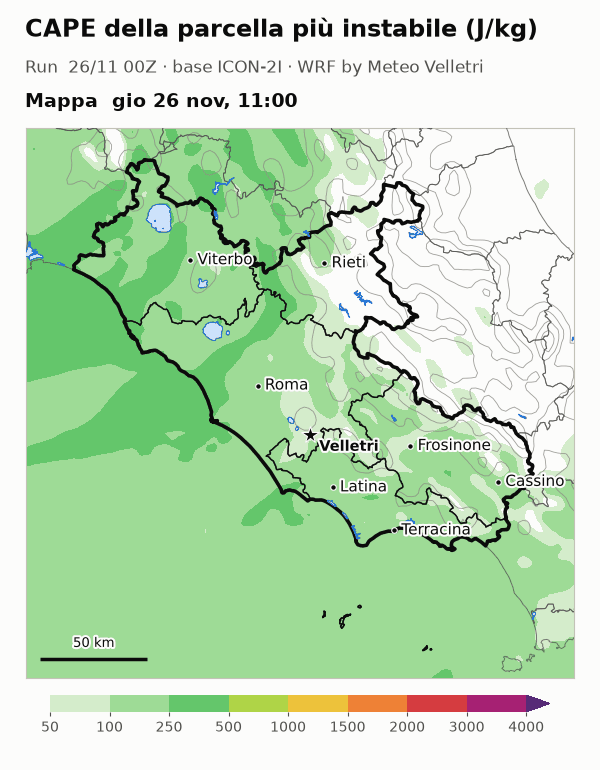 CAPE della parcella più instabile (J/kg)
Run  26/11 00Z · base ICON-2I · WRF by Meteo Velletri
Mappa  gio 26 nov, 11:00
Viterbo
Rieti
Roma
Velletri
Frosinone
Cassino
Latina
Terracina
50 km
50 100 250 500 1000 1500 2000 3000 4000